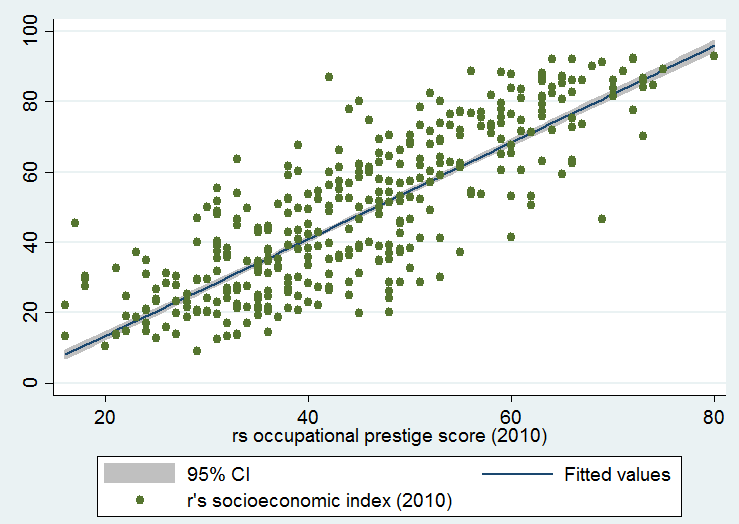 100
80
60
40
20
0
20 40 60 80
rs occupational prestige score (2010)
95% CI Fitted values
r's socioeconomic index (2010)